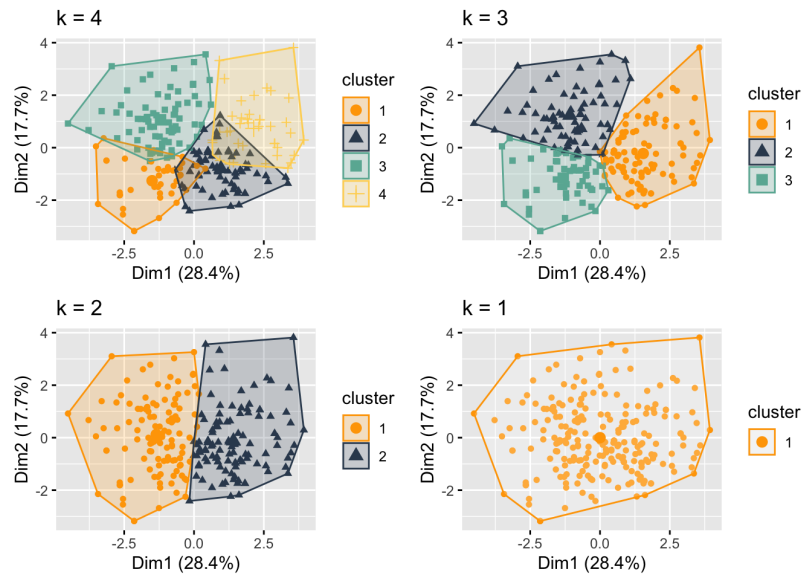 k = 4
4
2
0
-2
Dim2 (17.7%)
-2.5 0.0 2.5
Dim1 (28.4%)
cluster
1
2
3
4
k = 3
4
2
0
-2
Dim2 (17.7%)
-2.5 0.0 2.5
Dim1 (28.4%)
cluster
1
2
3
k = 2
4
2
0
-2
Dim2 (17.7%)
-2.5 0.0 2.5
Dim1 (28.4%)
cluster
1
2
k = 1
4
2
0
-2
Dim2 (17.7%)
-2.5 0.0 2.5
Dim1 (28.4%)
cluster
1